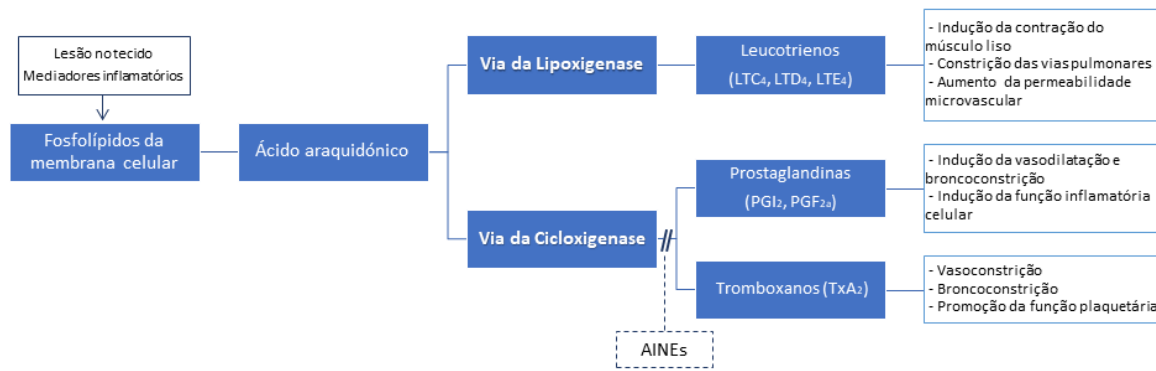 Lesão no tecido
Mediadores inflamatórios
Fosfolípidos da
membrana celular
Ácido araquidónico
Via da Lipoxigenase
Leucotrienos
(LTC4, LTD4, LTE4)
- Indução da contração do
músculo liso
- Constrição das vias pulmonares
- Aumento da permeabilidade
microvascular
Via da Cicloxigenase
Prostaglandinas
(PGI2, PGF2a)
- Indução da vasodilatação e
broncoconstrição
- Indução da função inflamatória
celular
Tromboxanos (TxA2)
- Vasoconstrição
- Broncoconstrição
- Promoção da função plaquetária
AINEs